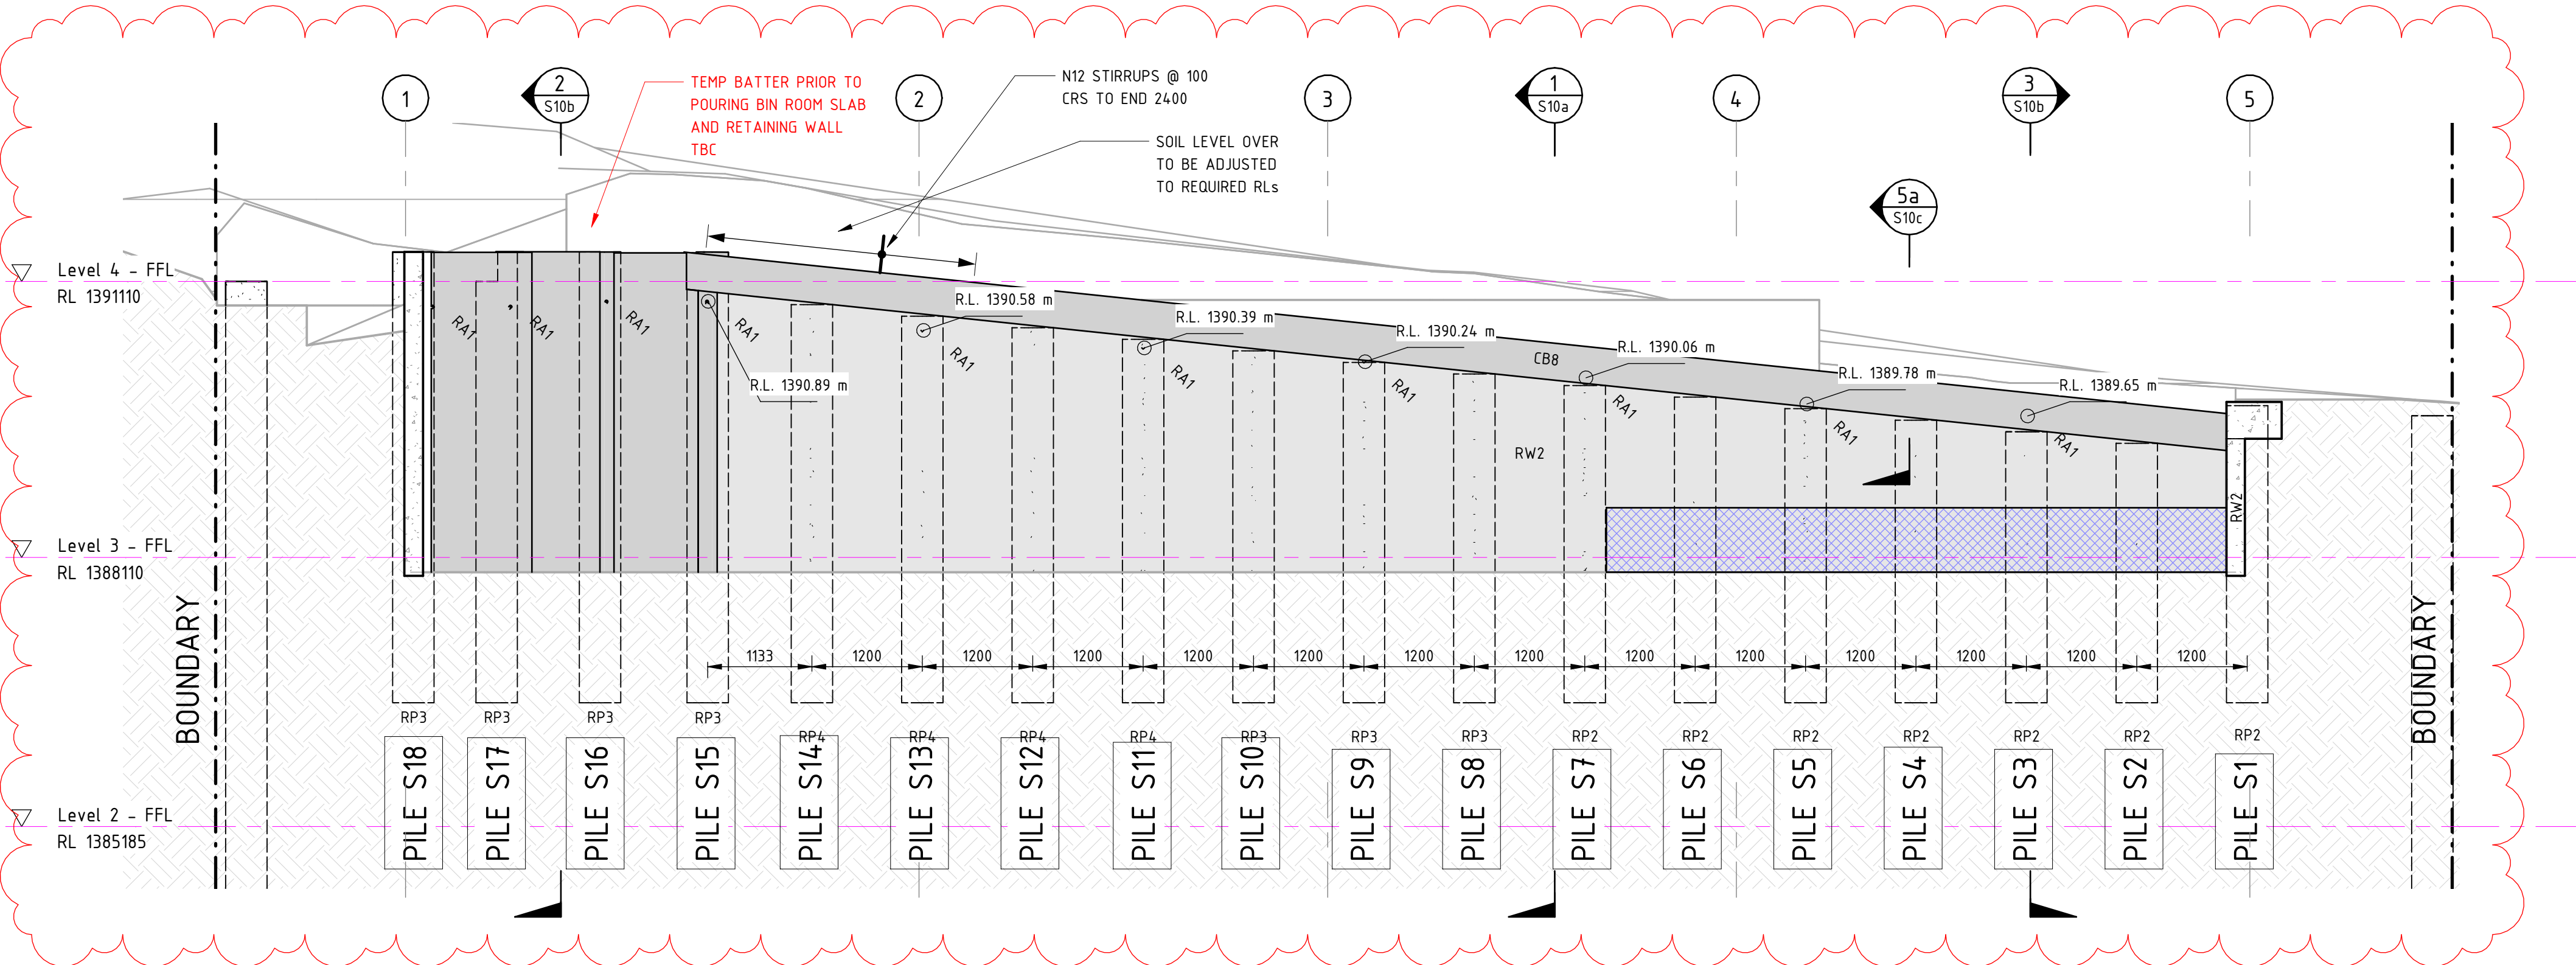 1
2
S10b
TEMP BATTER PRIOR TO
POURING BIN ROOM SLAB
AND RETAINING WALL
TBC
2
N12 STIRRUPS @ 100
CRS TO END 2400
SOIL LEVEL OVER
TO BE ADJUSTED
TO REQUIRED RLs
3
1
S10a
4
3
S10b
5
5a
S10c
Level 4 - FFL
RL 1391110
RA1
RA1
RA1
RA1
R.L. 1390.89 m
R.L. 1390.58 m
RA1
R.L. 1390.39 m
RA1
R.L. 1390.24 m
RA1
CB8
R.L. 1390.06 m
RA1
R.L. 1389.78 m
RA1
R.L. 1389.65 m
RA1
RW2
RW2
Level 3 - FFL
RL 1388110
BOUNDARY
BOUNDARY
1133
1200
1200
1200
1200
1200
1200
1200
1200
1200
1200
1200
1200
1200
RP3
RP3
RP3
RP3
RP4
RP4
RP4
RP4
RP3
RP3
RP3
RP2
RP2
RP2
RP2
RP2
RP2
RP2
PILE S18
PILE S17
PILE S16
PILE S15
PILE S14
PILE S13
PILE S12
PILE S11
PILE S10
PILE S9
PILE S8
PILE S7
PILE S6
PILE S5
PILE S4
PILE S3
PILE S2
PILE S1
Level 2 - FFL
RL 1385185